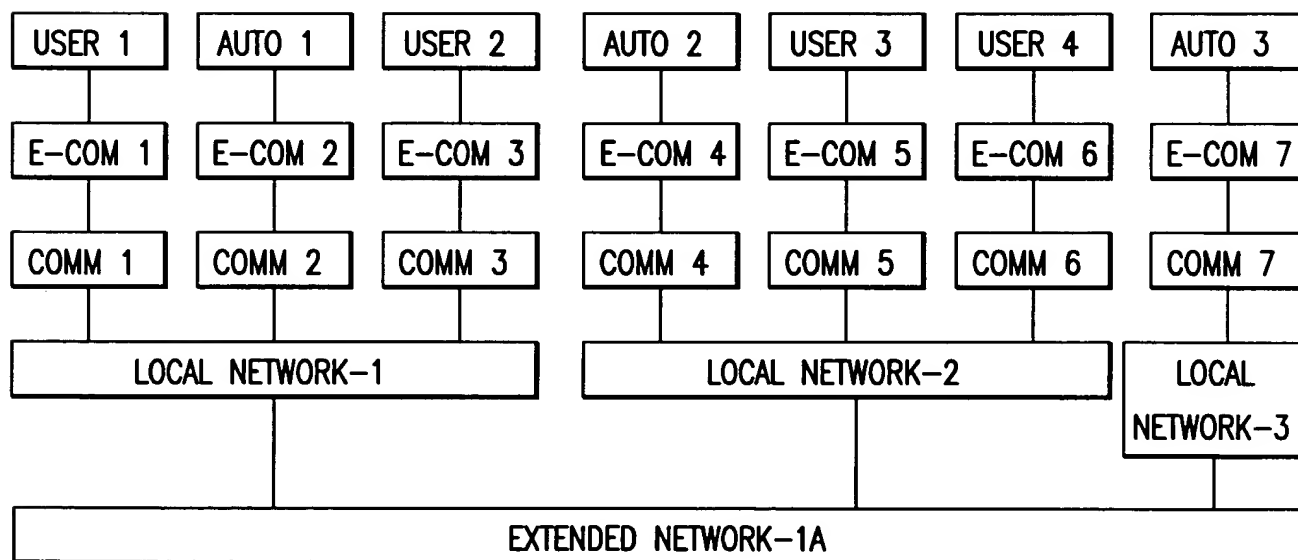 USER 1
AUTO 1
USER 2
AUTO 2
USER 3
USER 4
AUTO 3
E-COM 1
E-COM 2
E-COM 3
E-COM 4
E-COM 5
E-COM 6
E-COM 7
COMM 1
COMM 2
COMM 3
COMM 4
COMM 5
COMM 6
COMM 7
LOCAL NETWORK-1
LOCAL NETWORK-2
LOCAL
NETWORK-3
EXTENDED NETWORK-1A